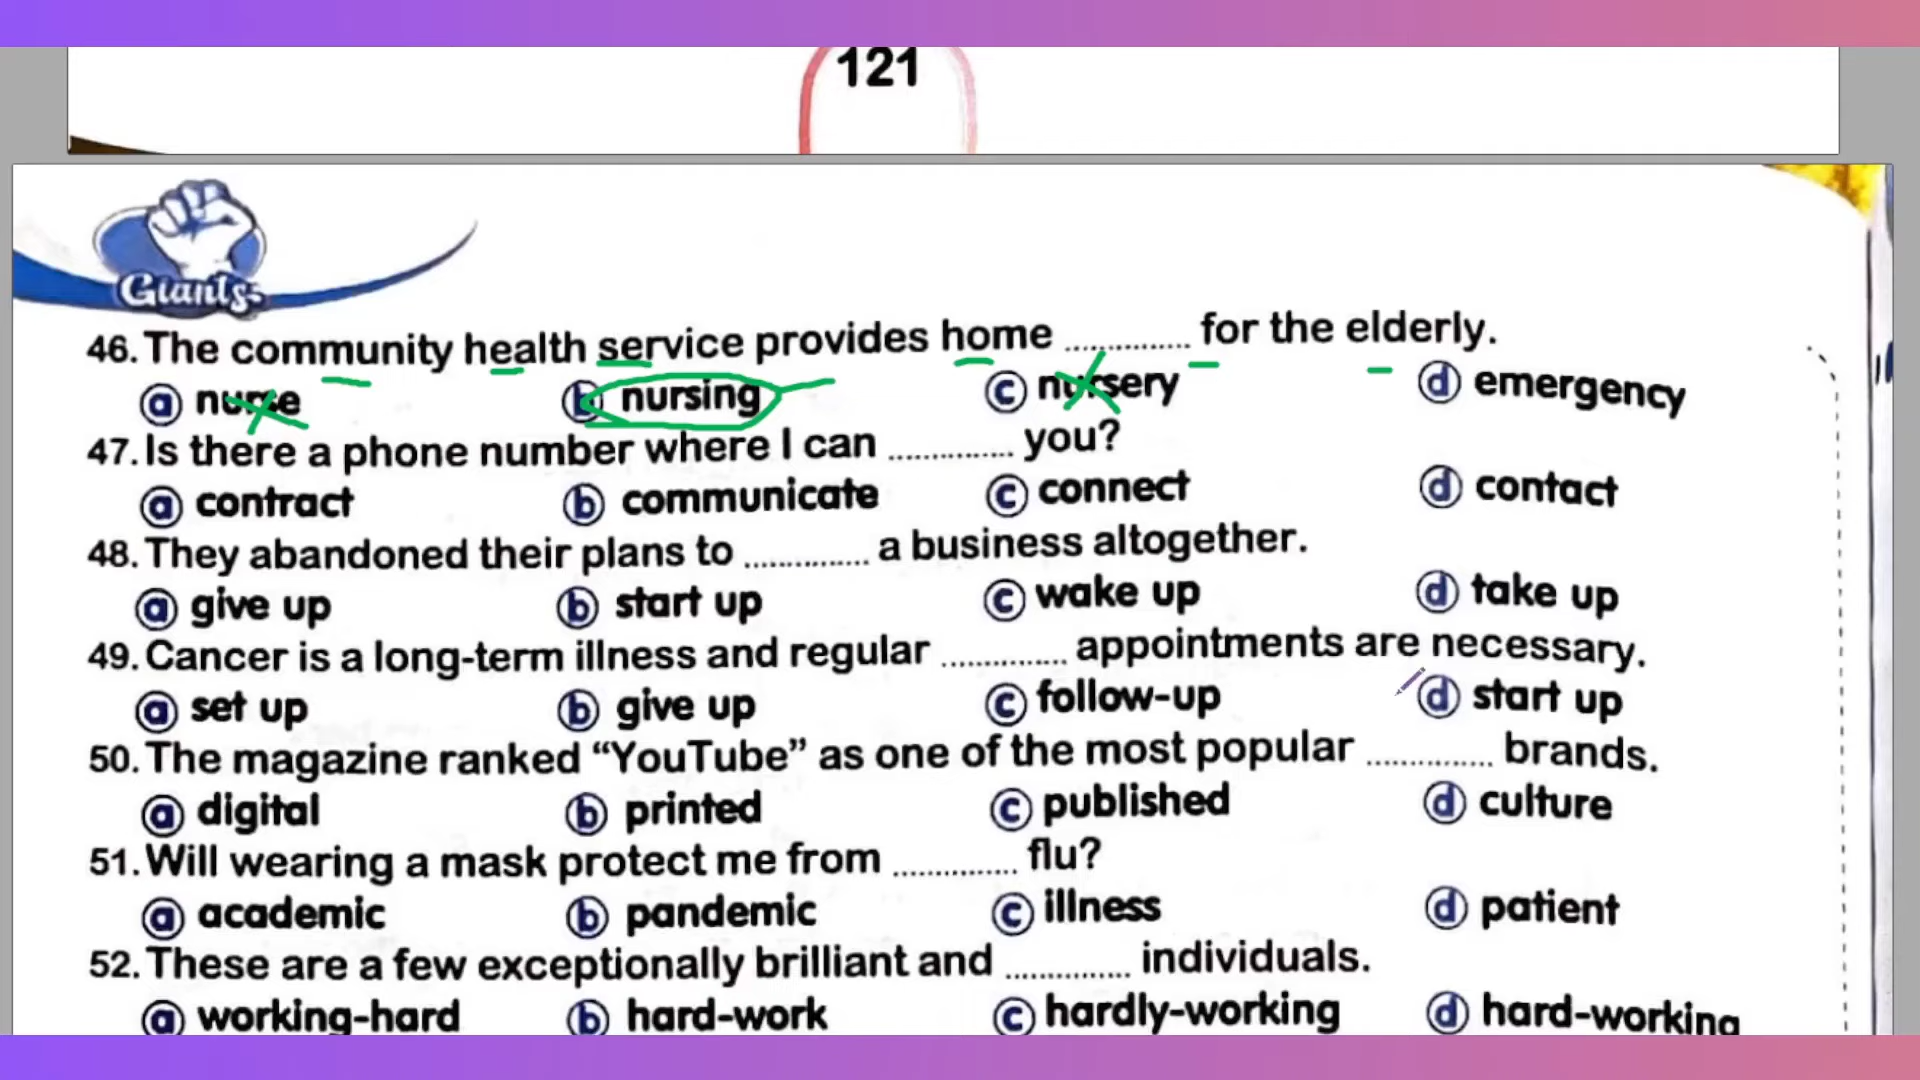 121
Giants
46. The community health service provides home .............. for the elderly.
a nurse b nursing c nursery d emergency
47. Is there a phone number where I can .............. you?
a contract b communicate c connect d contact
48. They abandoned their plans to .............. a business altogether.
a give up b start up c wake up d take up
49. Cancer is a long-term illness and regular .............. appointments are necessary.
a set up b give up c follow-up d start up
50. The magazine ranked “YouTube” as one of the most popular .............. brands.
a digital b printed c published d culture
51. Will wearing a mask protect me from .............. flu?
a academic b pandemic c illness d patient
52. These are a few exceptionally brilliant and .............. individuals.
a working-hard b hard-work c hardly-working d hard-working